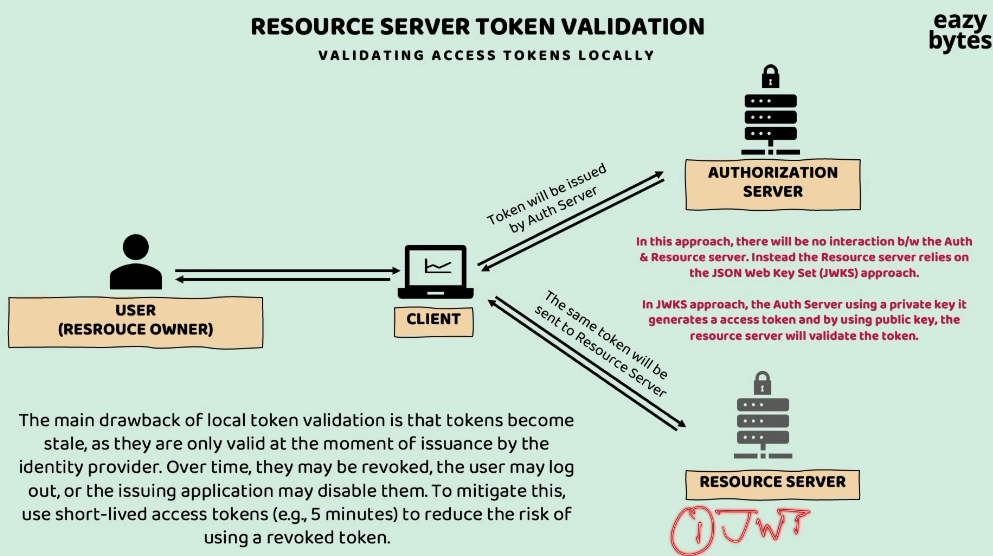 RESOURCE SERVER TOKEN VALIDATION
VALIDATING ACCESS TOKENS LOCALLY
eazy
bytes
AUTHORIZATION
SERVER
Token will be issued
by Auth Server
In this approach, there will be no interaction b/w the Auth
& Resource server. Instead the Resource server relies on
the JSON Web Key Set (JWKS) approach.
In JWKS approach, the Auth Server using a private key it
generates a access token and by using public key, the
resource server will validate the token.
USER
(RESROUCE OWNER)
CLIENT
The same token will be
sent to Resource Server
The main drawback of local token validation is that tokens become
stale, as they are only valid at the moment of issuance by the
identity provider. Over time, they may be revoked, the user may log
out, or the issuing application may disable them. To mitigate this,
use short-lived access tokens (e.g., 5 minutes) to reduce the risk of
using a revoked token.
RESOURCE SERVER
① JWT